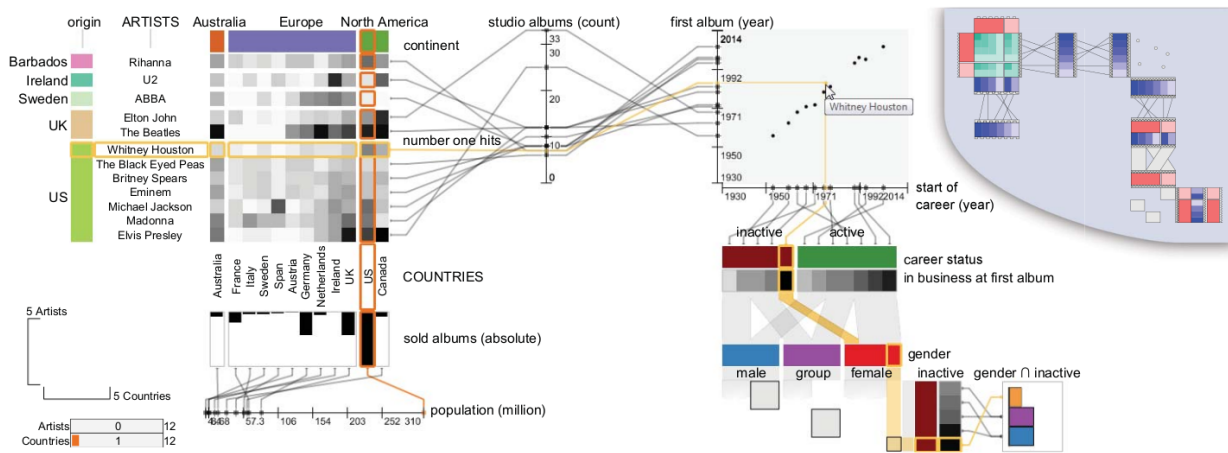 origin ARTISTS Australia Europe North America studio albums (count) first album (year)
continent
Barbados Rihanna
Ireland U2
Sweden ABBA
UK Elton John
The Beatles
number one hits
Whitney Houston
The Black Eyed Peas
Britney Spears
US Eminem
Michael Jackson
Madonna
Elvis Presley
33
30
20
10
0
2014
1992
1971
1950
1930
Whitney Houston
1930 1950 1971 1992 2014
start of
career (year)
inactive active
career status
in business at first album
COUNTRIES
Australia
France
Italy
Sweden
Span
Austria
Germany
Netherlands
Ireland
UK
US
Canada
sold albums (absolute)
5 Artists
5 Countries
population (million)
57.3 106 154 203 252 310
Artists 0 12
Countries 1 12
gender
male group female
inactive gender ∩ inactive